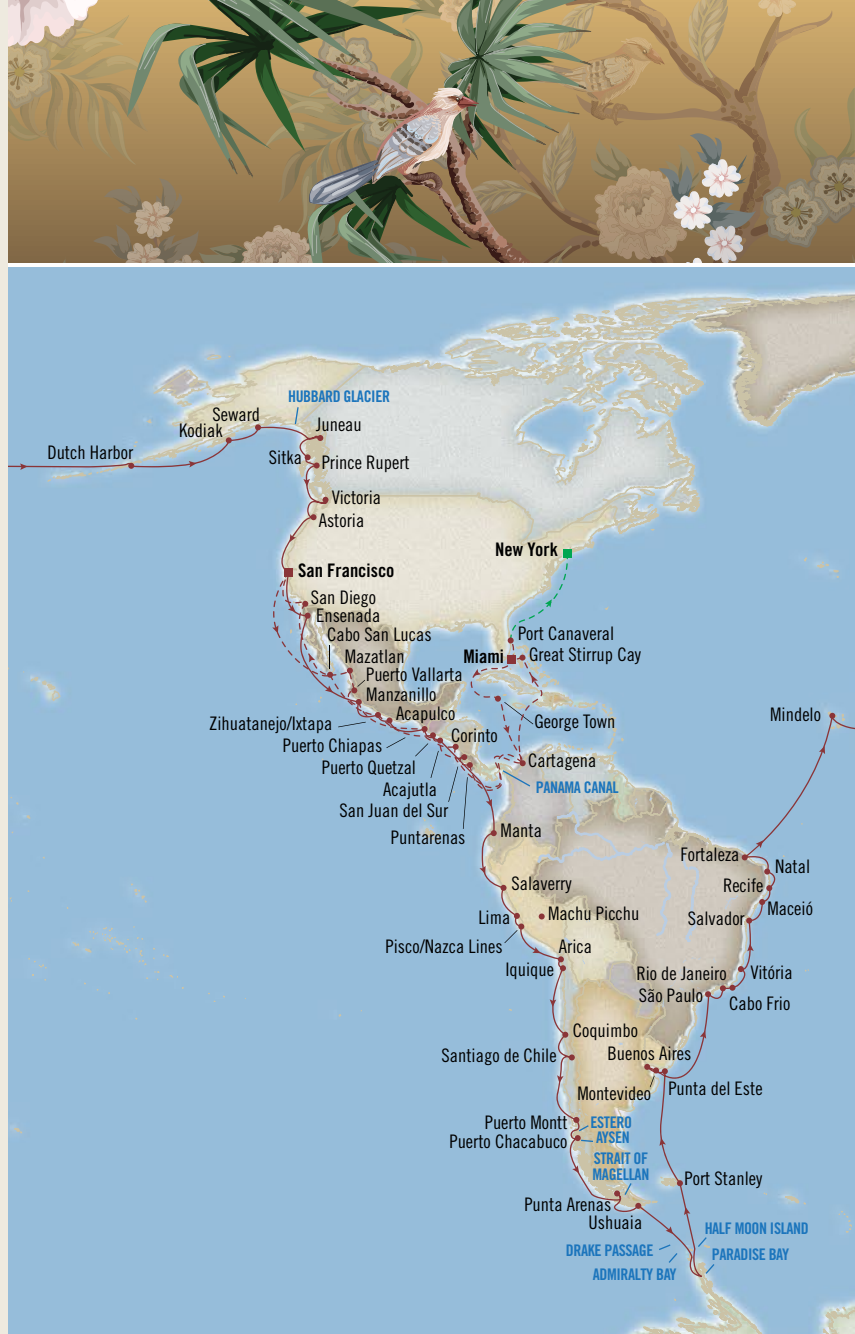 HUBBARD GLACIER
Seward
Kodiak
Juneau
Dutch Harbor
Sitka
Prince Rupert
Victoria
Astoria
New York
San Francisco
San Diego
Ensenada
Cabo San Lucas
Port Canaveral
Mazatlan
Miami
Great Stirrup Cay
Puerto Vallarta
Manzanillo
Acapulco
Zihuatanejo/Ixtapa
George Town
Mindelo
Corinto
Puerto Chiapas
Cartagena
Puerto Quetzal
PANAMA CANAL
Acajutla
San Juan del Sur
Puntarenas
Manta
Fortaleza
Natal
Salaverry
Recife
Maceió
Lima
Machu Picchu
Salvador
Pisco/Nazca Lines
Arica
Iquique
Rio de Janeiro
Vitória
São Paulo
Cabo Frio
Coquimbo
Santiago de Chile
Buenos Aires
Montevideo
Punta del Este
Puerto Montt
ESTERO
AYSEN
Puerto Chacabuco
STRAIT OF
MAGELLAN
Port Stanley
Punta Arenas
Ushuaia
HALF MOON ISLAND
DRAKE PASSAGE
PARADISE BAY
ADMIRALTY BAY